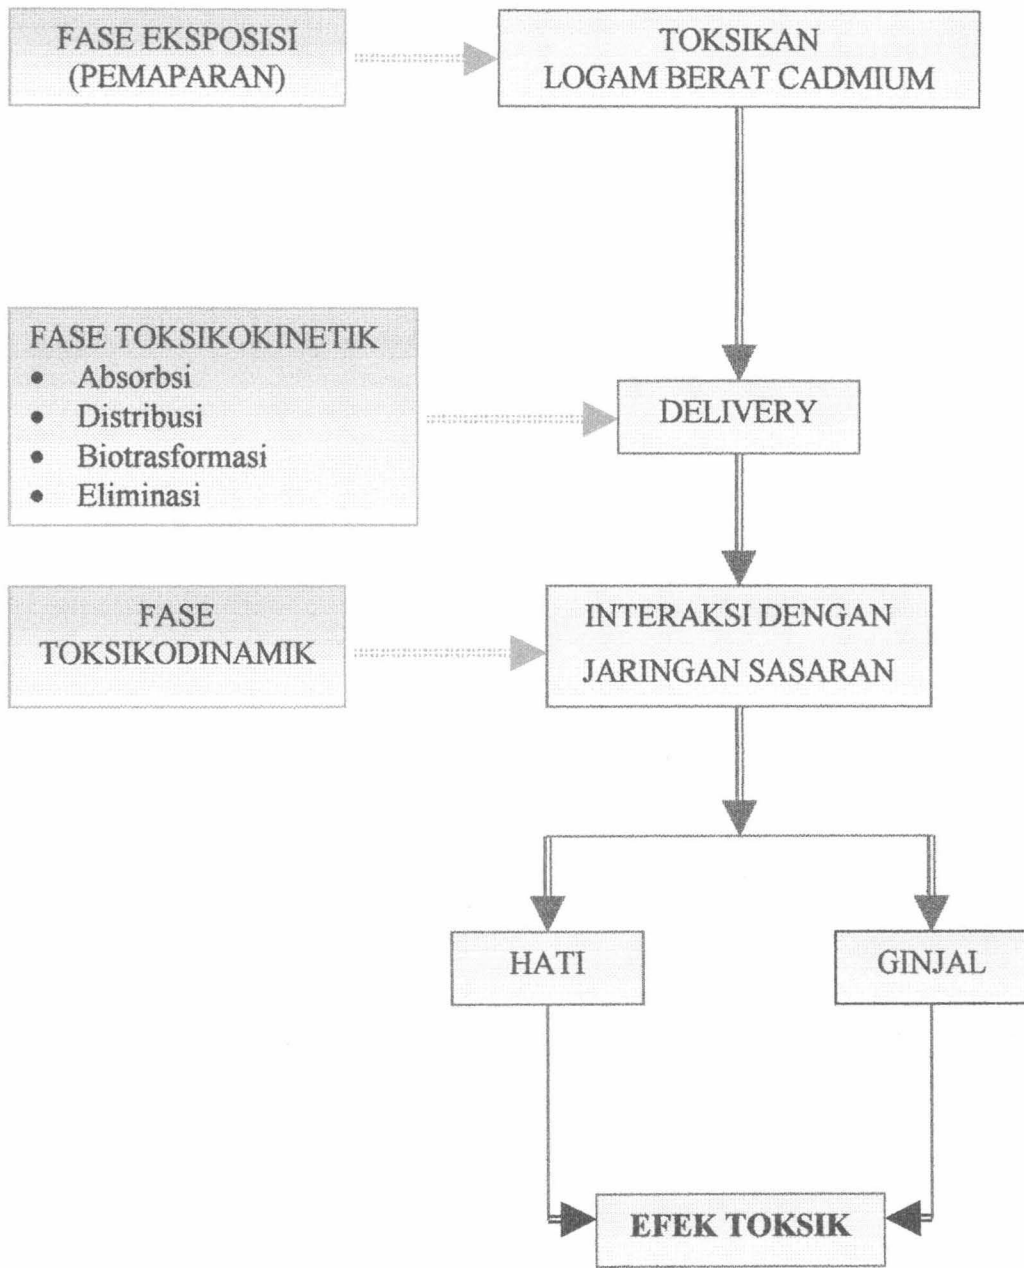 FASE EKSPOSISI
(PEMAPARAN)
TOKSIKAN
LOGAM BERAT CADMIUM
FASE TOKSIKOKINETIK
• Absorbsi
• Distribusi
• Biotrasformasi
• Eliminasi
DELIVERY
FASE
TOKSIKODINAMIK
INTERAKSI DENGAN
JARINGAN SASARAN
HATI
GINJAL
EFEK TOKSIK